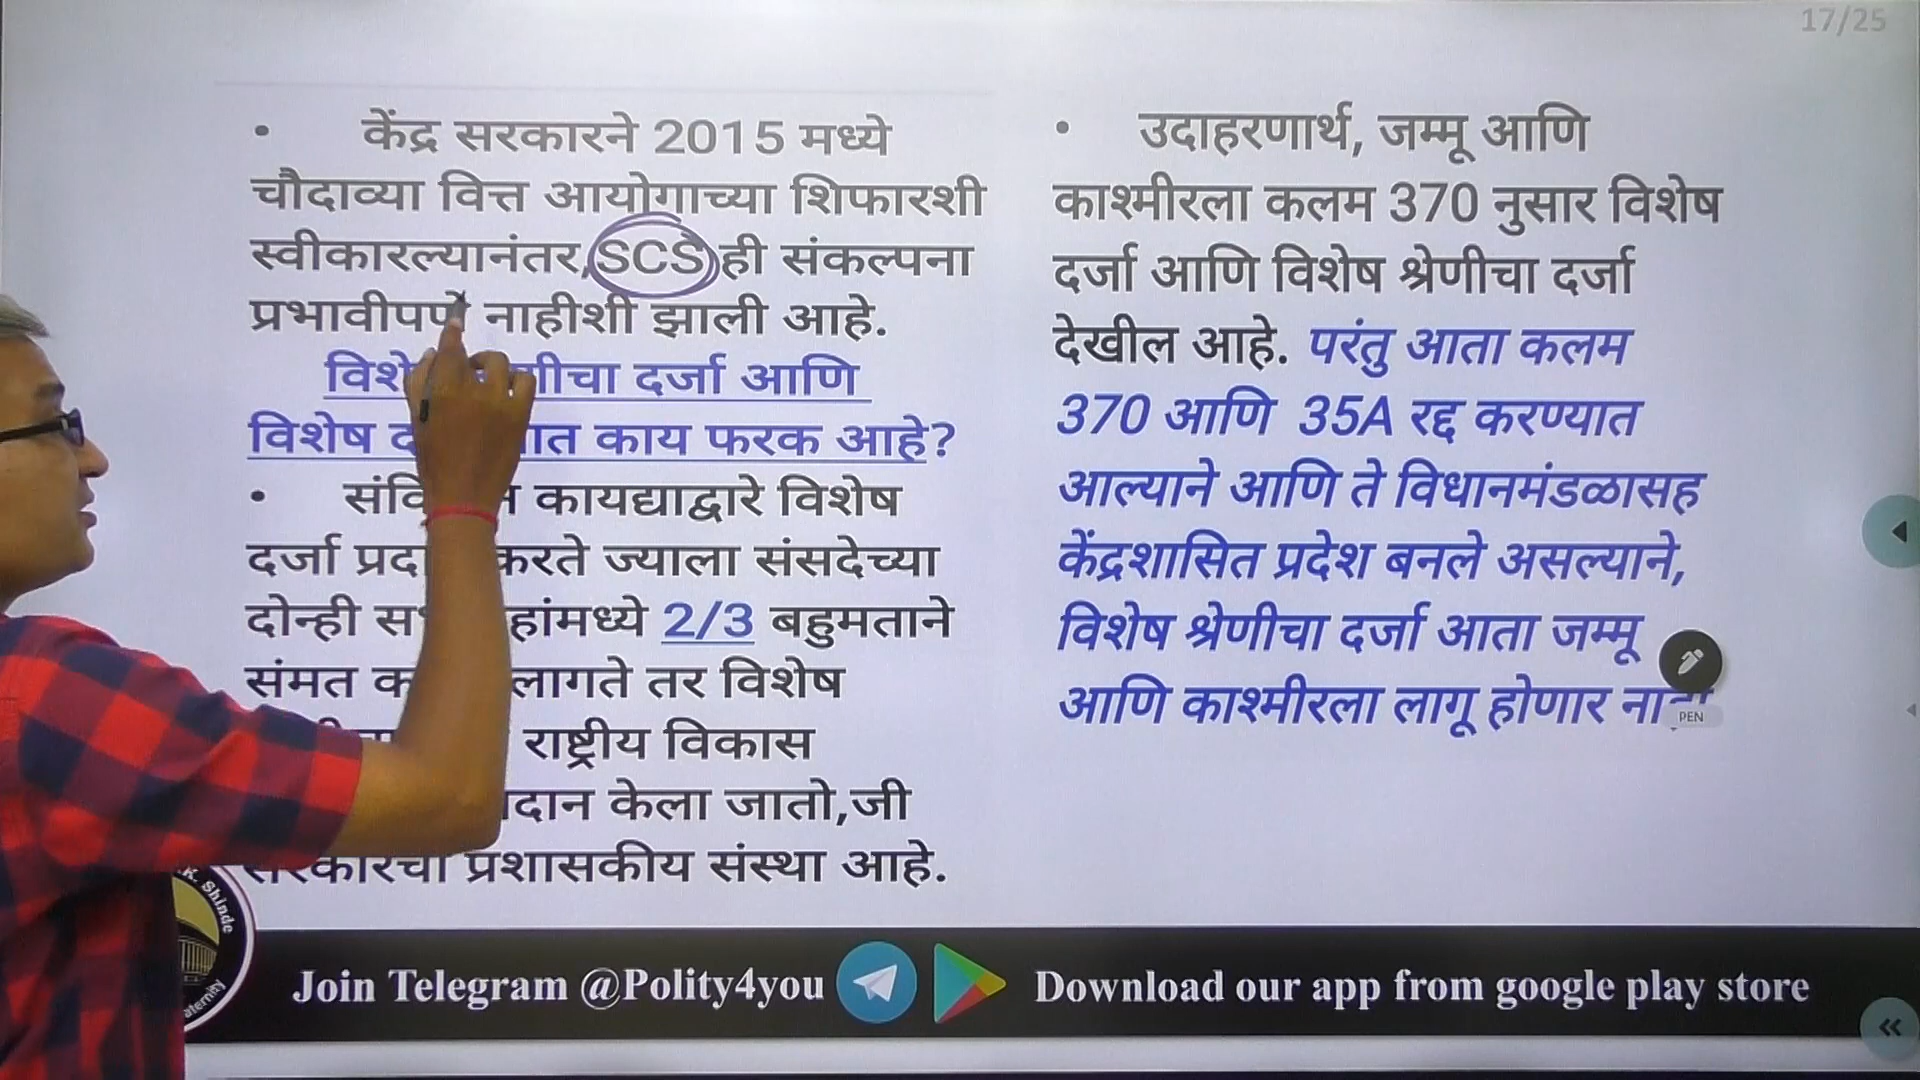 17/25
• केंद्र सरकारने 2015 मध्ये
चौदाव्या वित्त आयोगाच्या शिफारशी
स्वीकारल्यानंतर,SCS ही संकल्पना
प्रभावीपणे नाहीशी झाली आहे.
दर्जा आणि
विशेष काय फरक आहे?
• कायद्याद्वारे विशेष
दर्जा करते ज्याला संसदेच्या
दोन्ही 2/3 बहुमताने
संमत लागते तर विशेष
राष्ट्रीय विकास
केला जातो,जी
सरकारची प्रशासकीय संस्था आहे.
• उदाहरणार्थ, जम्मू आणि
काश्मीरला कलम 370 नुसार विशेष
दर्जा आणि विशेष श्रेणीचा दर्जा
देखील आहे. परंतु आता कलम
370 आणि 35A रद्द करण्यात
आल्याने आणि ते विधानमंडळासह
केंद्रशासित प्रदेश बनले असल्याने,
विशेष श्रेणीचा दर्जा आता जम्मू
आणि काश्मीरला लागू होणार
PEN
K. Shinde
Join Telegram @Polity4you
Download our app from google play store